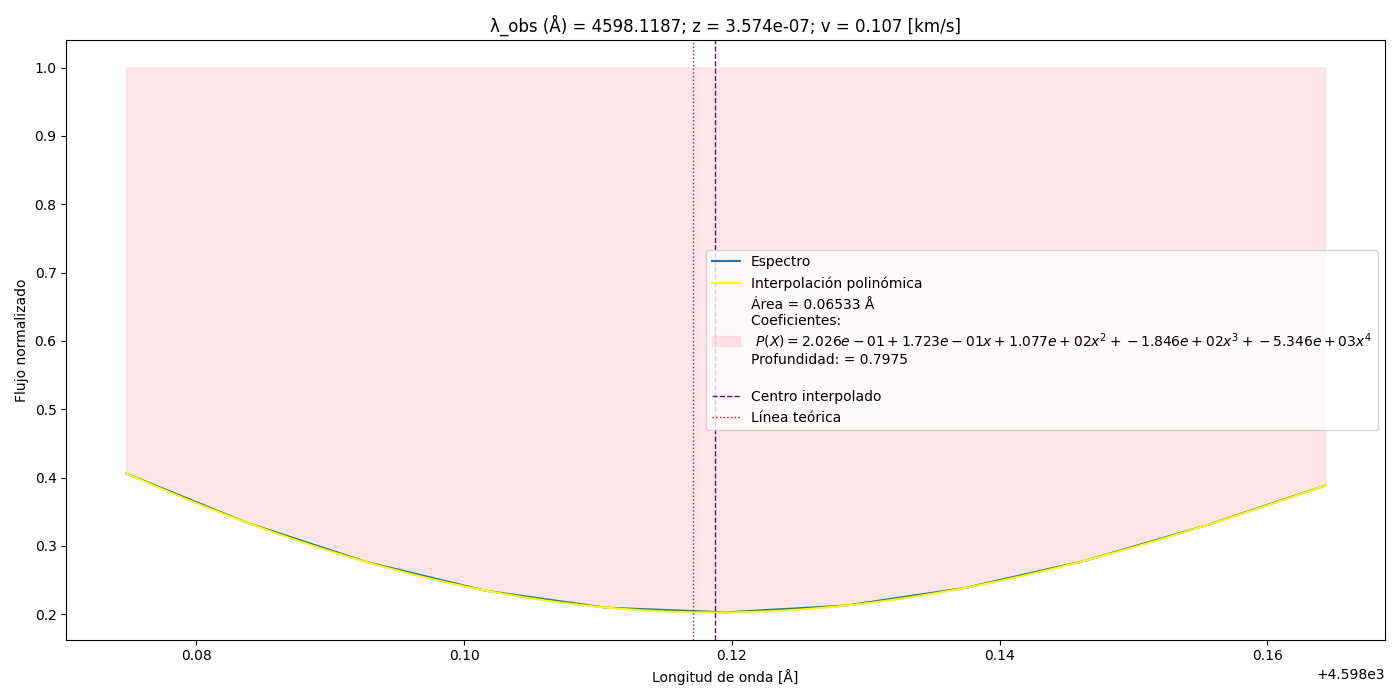 λ_obs (Å) = 4598.1187; z = 3.574e-07; v = 0.107 [km/s]
Flujo normalizado
1.0
0.9
0.8
0.7
0.6
0.5
0.4
0.3
0.2
Espectro
Interpolación polinómica
Área = 0.06533 Å
Coeficientes:
P(X) = 2.026e − 01 + 1.723e − 01x + 1.077e + 02x² + −1.846e + 02x³ + −5.346e + 03x⁴
Profundidad: = 0.7975
Centro interpolado
Línea teórica
0.08 0.10 0.12 0.14 0.16
+4.598e3
Longitud de onda [Å]